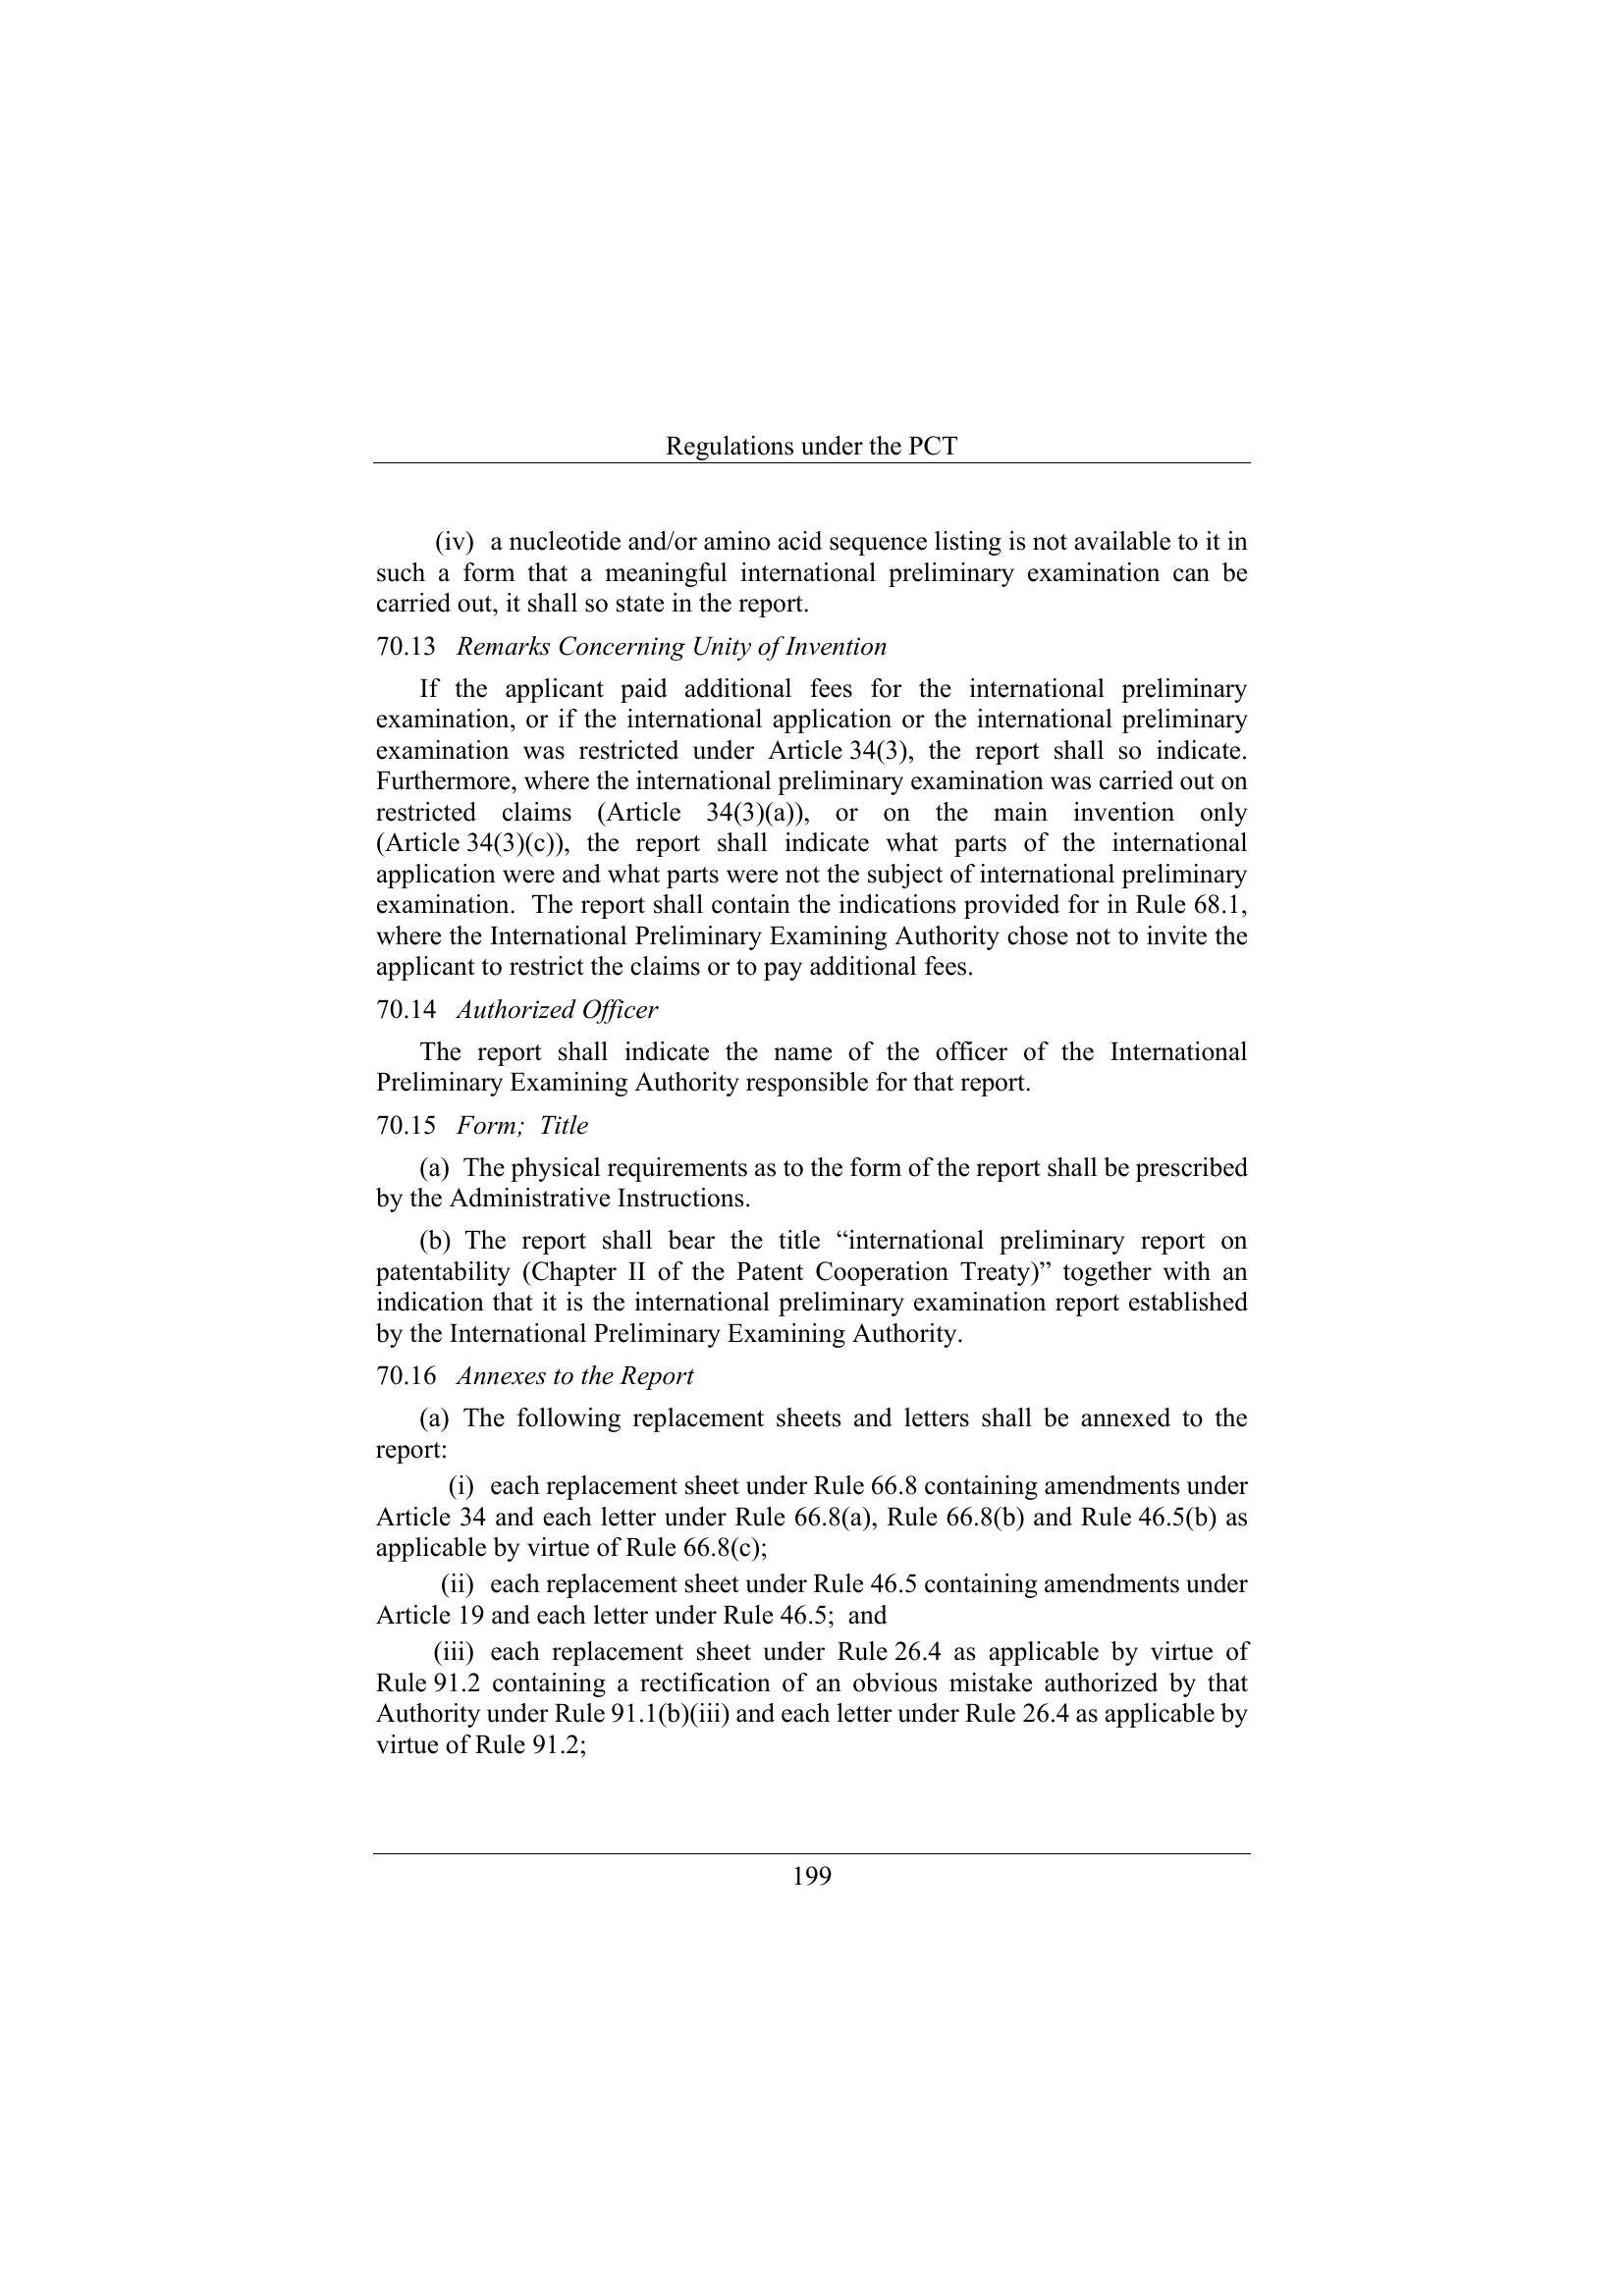 Regulations under the PCT
(iv) a nucleotide and/or amino acid sequence listing is not available to it in
such a form that a meaningful international preliminary examination can be
carried out, it shall so state in the report.
70.13 Remarks Concerning Unity of Invention
If the applicant paid additional fees for the international preliminary
examination, or if the international application or the international preliminary
examination was restricted under Article 34(3), the report shall so indicate.
Furthermore, where the international preliminary examination was carried out on
restricted claims (Article 34(3)(a)), or on the main invention only
(Article 34(3)(c)), the report shall indicate what parts of the international
application were and what parts were not the subject of international preliminary
examination. The report shall contain the indications provided for in Rule 68.1,
where the International Preliminary Examining Authority chose not to invite the
applicant to restrict the claims or to pay additional fees.
70.14 Authorized Officer
The report shall indicate the name of the officer of the International
Preliminary Examining Authority responsible for that report.
70.15 Form; Title
(a) The physical requirements as to the form of the report shall be prescribed
by the Administrative Instructions.
(b) The report shall bear the title “international preliminary report on
patentability (Chapter II of the Patent Cooperation Treaty)” together with an
indication that it is the international preliminary examination report established
by the International Preliminary Examining Authority.
70.16 Annexes to the Report
(a) The following replacement sheets and letters shall be annexed to the
report:
(i) each replacement sheet under Rule 66.8 containing amendments under
Article 34 and each letter under Rule 66.8(a), Rule 66.8(b) and Rule 46.5(b) as
applicable by virtue of Rule 66.8(c);
(ii) each replacement sheet under Rule 46.5 containing amendments under
Article 19 and each letter under Rule 46.5; and
(iii) each replacement sheet under Rule 26.4 as applicable by virtue of
Rule 91.2 containing a rectification of an obvious mistake authorized by that
Authority under Rule 91.1(b)(iii) and each letter under Rule 26.4 as applicable by
virtue of Rule 91.2;
199